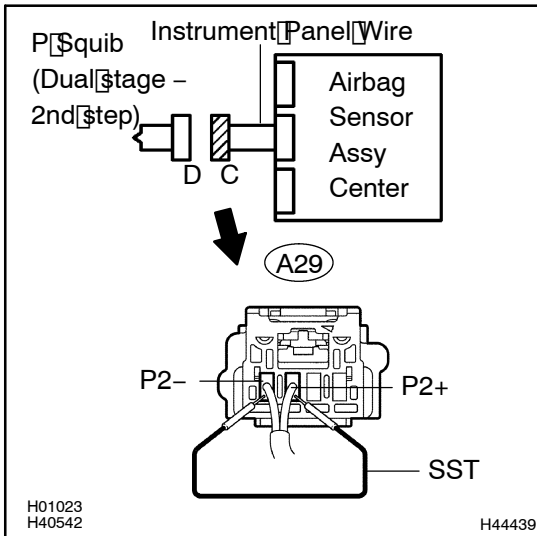 P▯Squib
(Dual▯stage –
2nd▯step)
Instrument▯Panel▯Wire
Airbag
Sensor
Assy
Center
D C
A29
P2–
P2+
SST
H01023
H40542
H44439